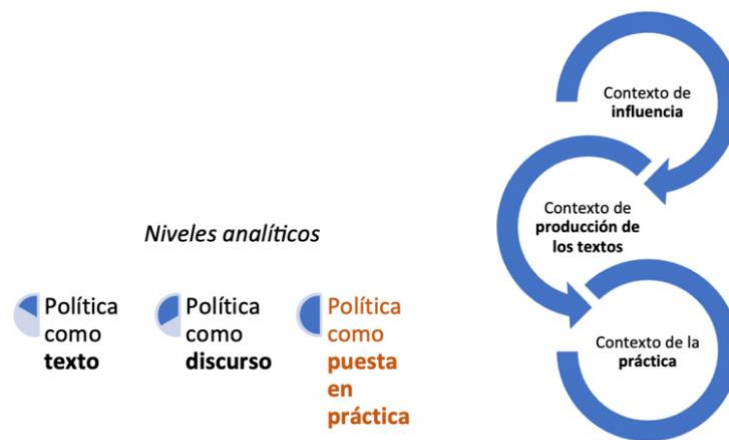 Contexto de
influencia
Contexto de
producción de
los textos
Contexto de la
práctica
Niveles analíticos
Política
como
texto
Política
como
discurso
Política
como
puesta
en
práctica